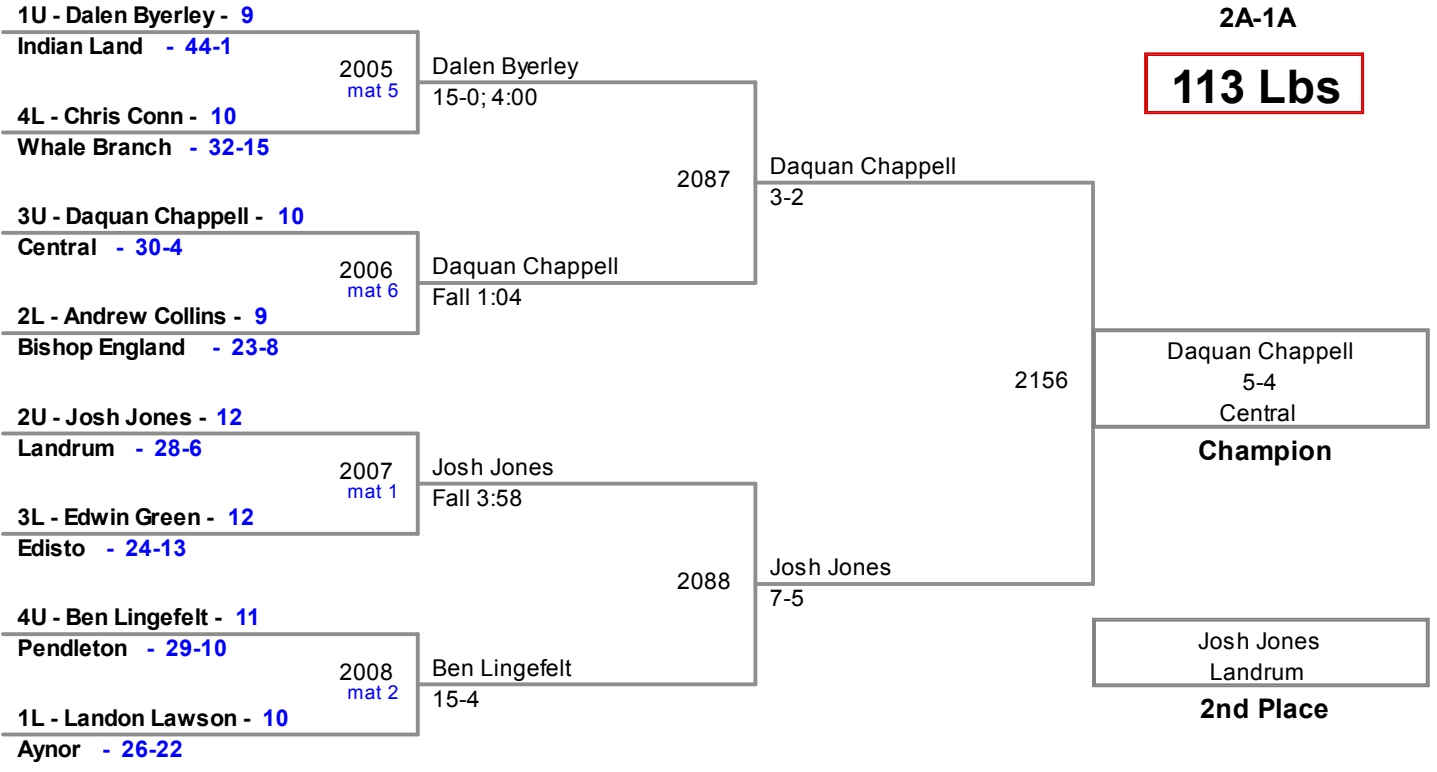 1U - Dalen Byerley - 9
Indian Land - 44-1
2005
mat 5
4L - Chris Conn - 10
Whale Branch - 32-15
Dalen Byerley
15-0; 4:00
3U - Daquan Chappell - 10
Central - 30-4
2006
mat 6
2L - Andrew Collins - 9
Bishop England - 23-8
Daquan Chappell
Fall 1:04
2087
Daquan Chappell
3-2
2U - Josh Jones - 12
Landrum - 28-6
2007
mat 1
3L - Edwin Green - 12
Edisto - 24-13
Josh Jones
Fall 3:58
4U - Ben Lingefelt - 11
Pendleton - 29-10
2008
mat 2
1L - Landon Lawson - 10
Aynor - 26-22
Ben Lingefelt
15-4
2088
Josh Jones
7-5
2156
2A-1A
113 Lbs
Daquan Chappell
5-4
Central
Champion
Josh Jones
Landrum
2nd Place